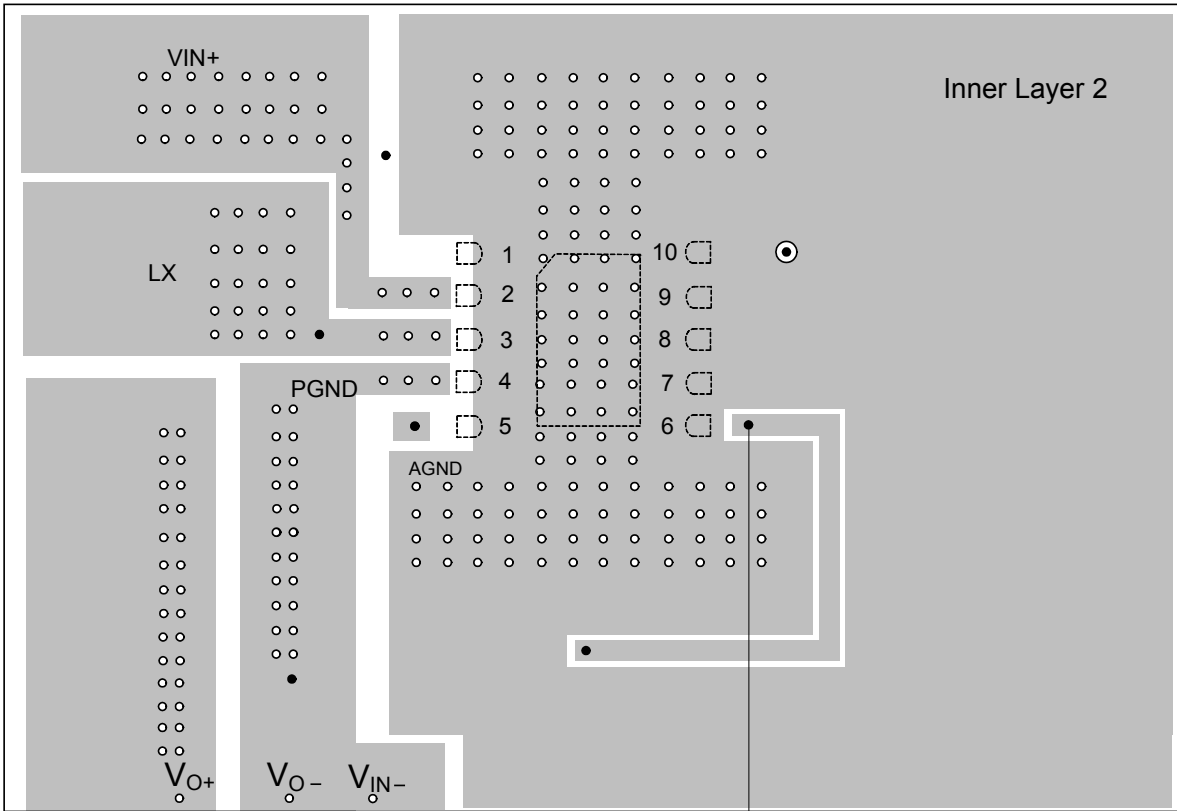 VIN+
Inner Layer 2
1
10
LX
2
9
3
8
PGND
4
7
5
6
AGND
VO+
VO−
VIN−